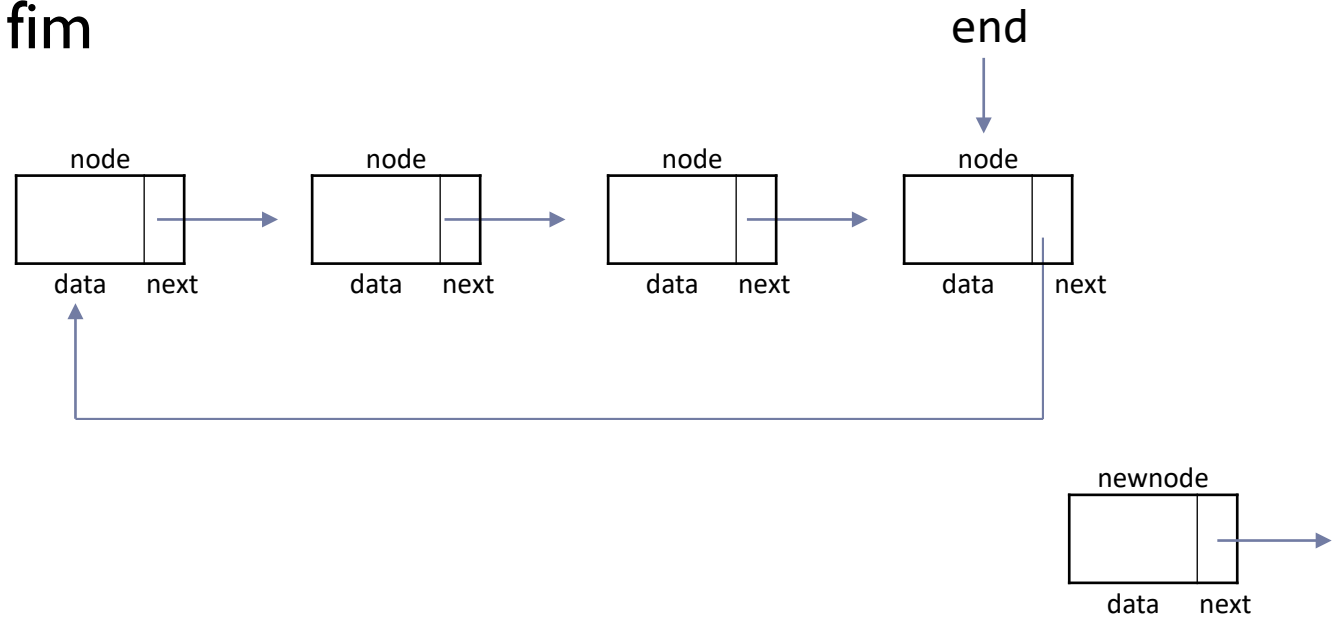 fim
end
node node node node
data next data next data next data next
newnode
data next